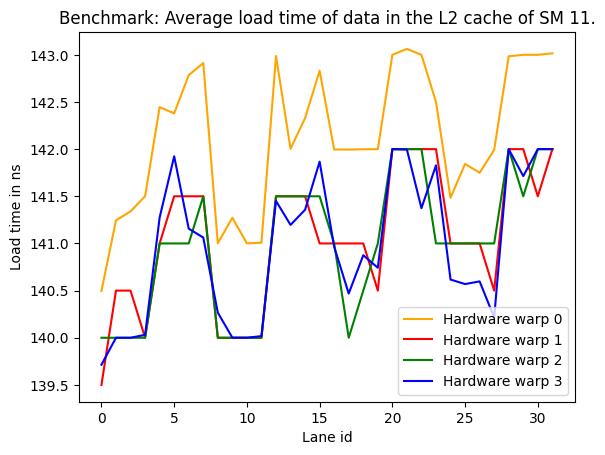 Benchmark: Average load time of data in the L2 cache of SM 11.
143.0
142.5
142.0
141.5
141.0
140.5
140.0
139.5
Load time in ns
Hardware warp 0
Hardware warp 1
Hardware warp 2
Hardware warp 3
0 5 10 15 20 25 30
Lane id